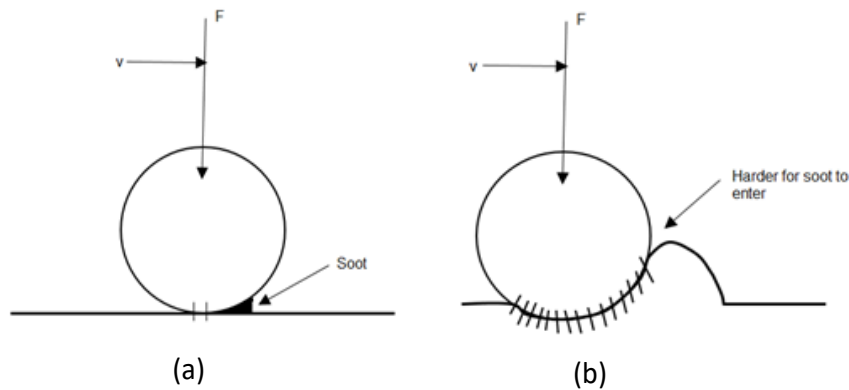 F
v
Soot
(a)
F
v
Harder for soot to
enter
(b)